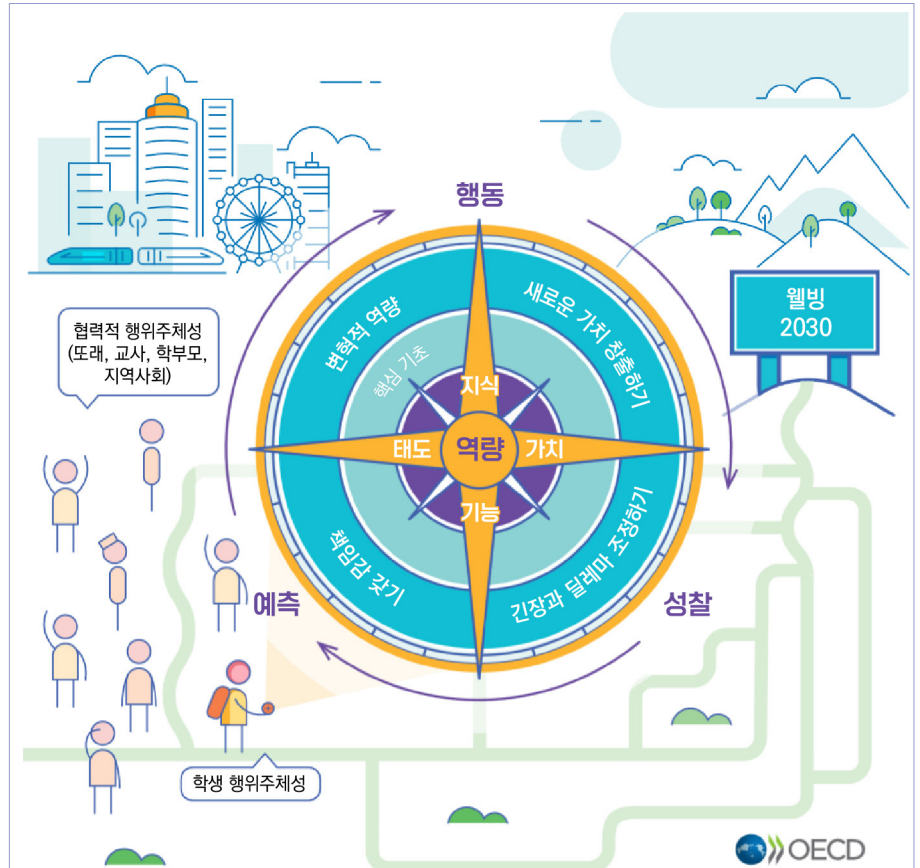 행동
협력적 행위주체성
(또래, 교사, 학부모,
지역사회)
변혁적 역량
새로운 가치 창출하기
웰빙
2030
핵심 기초
지식
태도
역량
가치
기능
책임감 갖기
긴장과 딜레마 조정하기
예측
성찰
학생 행위주체성
OECD